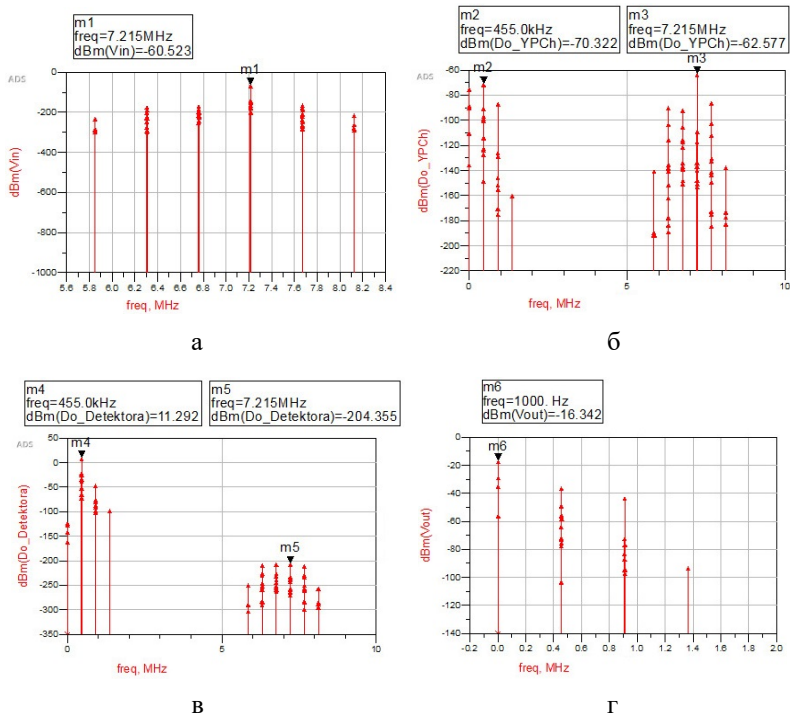 m1
freq=7.215MHz
dBm(Vin)=-60.523
m2
freq=455.0kHz
dBm(Do_YPCh)=-70.322
m3
freq=7.215MHz
dBm(Do_YPCh)=-62.577
ADS
m1
0
-200
-400
-600
-800
-1000
dBm(Vin)
5.6 5.8 6.0 6.2 6.4 6.6 6.8 7.0 7.2 7.4 7.6 7.8 8.0 8.2 8.4
freq, MHz
а
ADS
m2
m3
-60
-80
-100
-120
-140
-160
-180
-200
-220
dBm(Do_YPCh)
0 5 10
freq, MHz
б
m4
freq=455.0kHz
dBm(Do_Detektora)=11.292
m5
freq=7.215MHz
dBm(Do_Detektora)=-204.355
ADS
m4
m5
50
0
-50
-100
-150
-200
-250
-300
-350
dBm(Do_Detektora)
0 5 10
freq, MHz
в
m6
freq=1000. Hz
dBm(Vout)=-16.342
m6
0
-20
-40
-60
-80
-100
-120
-140
dBm(Vout)
0.0 0.2 0.4 0.6 0.8 1.0 1.2 1.4 1.6 1.8 2.0
-0.2
freq, MHz
г